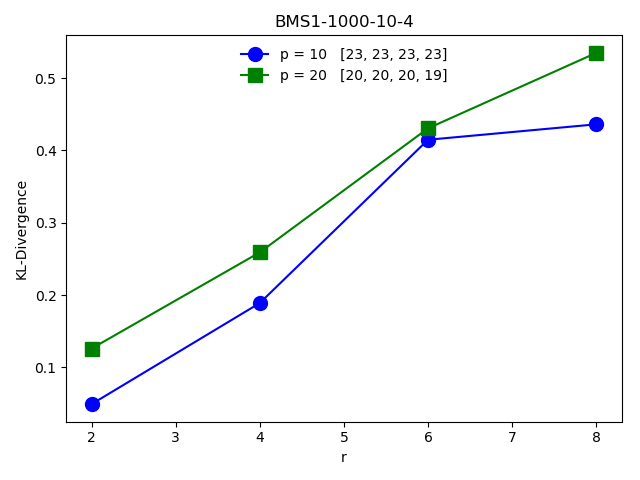 BMS1-1000-10-4
p = 10   [23, 23, 23, 23]
p = 20   [20, 20, 20, 19]
KL-Divergence
0.5
0.4
0.3
0.2
0.1
2 3 4 5 6 7 8
r